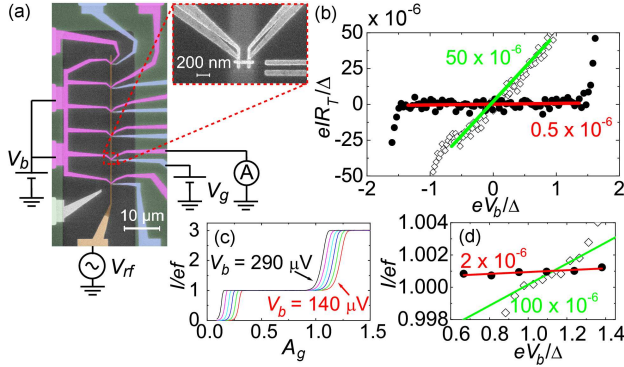 (a)
200 nm
V_b
V_g
A
10 µm
V_rf
(b)
x 10⁻⁶
50
25
0
-25
-50
eIR_T/Δ
50 x 10⁻⁶
0.5 x 10⁻⁶
-2 -1 0 1 2
eV_b/Δ
(c)
3
2
1
0
I/ef
V_b = 290 µV
V_b = 140 µV
0.0 0.5 1.0 1.5
A_g
(d)
1.004
1.002
1.000
0.998
I/ef
2 x 10⁻⁶
100 x 10⁻⁶
0.6 0.8 1.0 1.2 1.4
eV_b/Δ